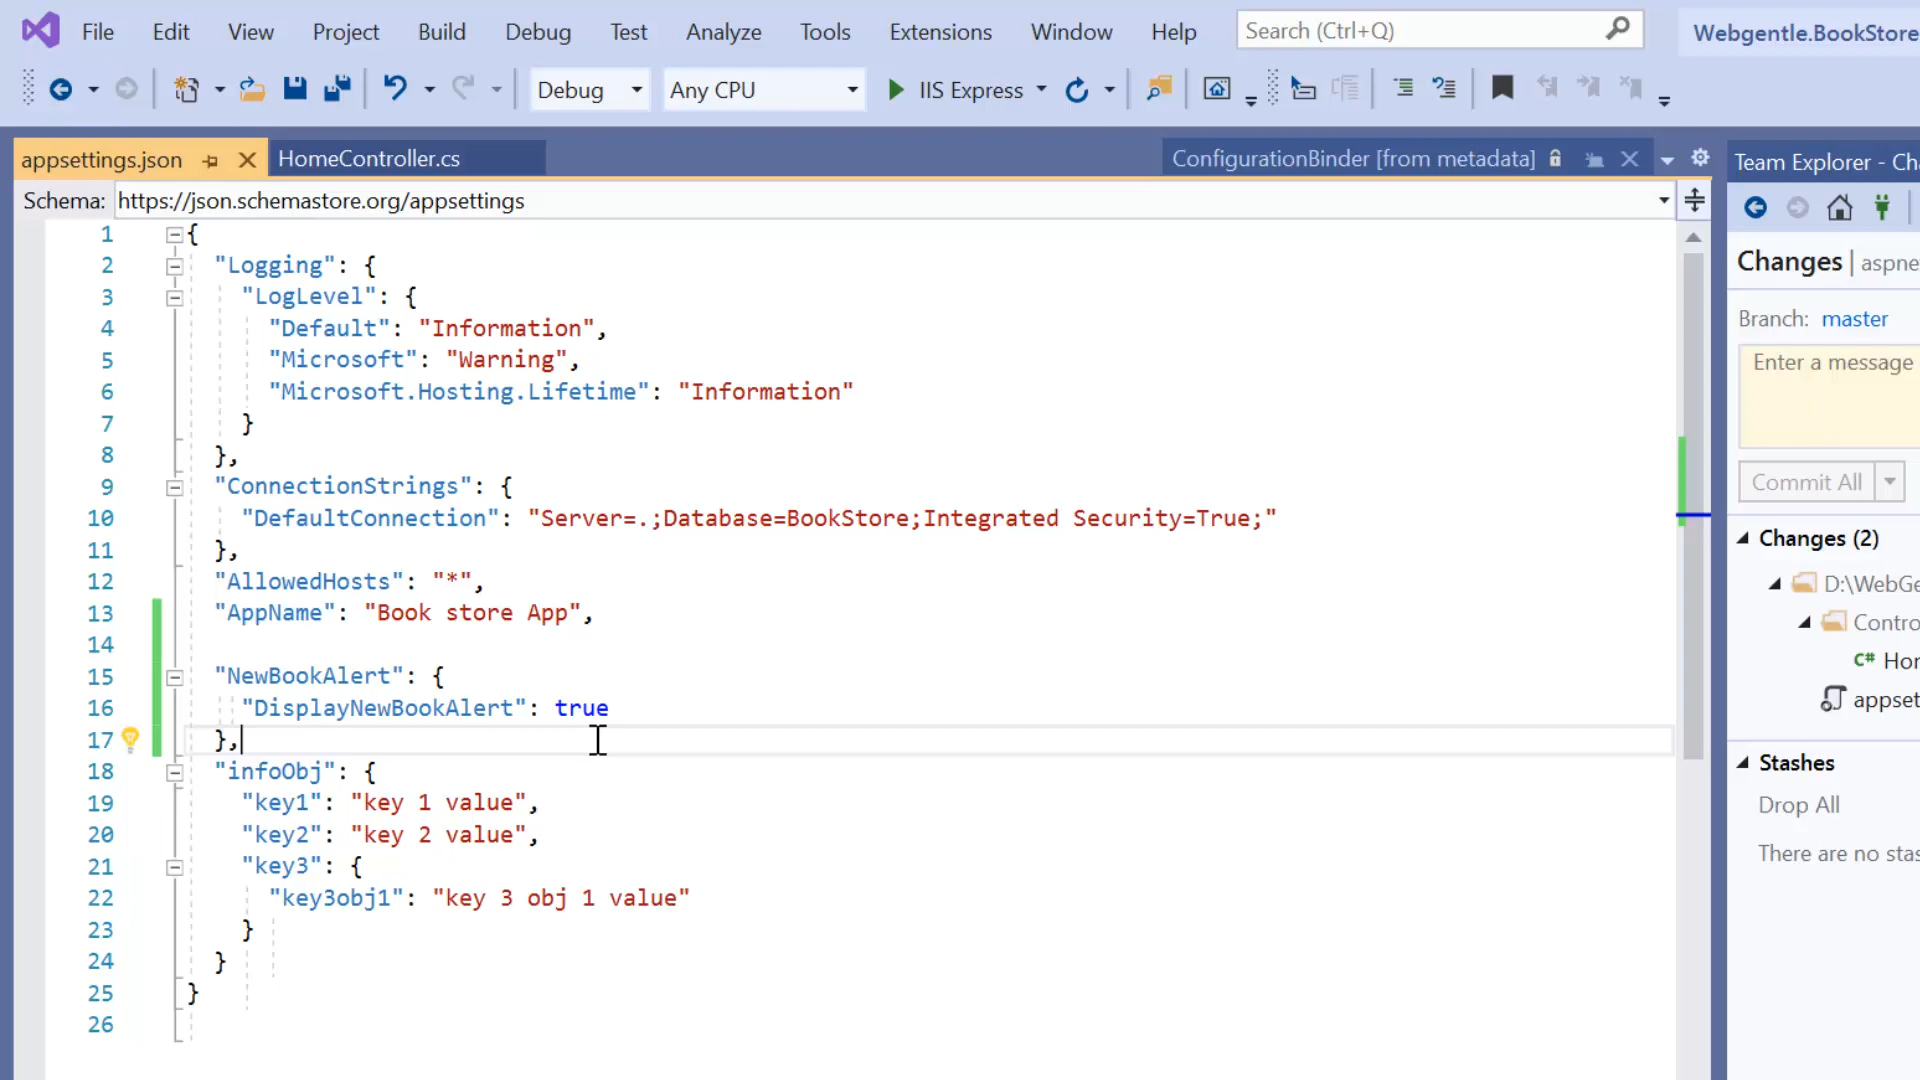 File Edit View Project Build Debug Test Analyze Tools Extensions Window Help Search (Ctrl+Q) Webgentle.BookStore
Debug Any CPU IIS Express
appsettings.json HomeController.cs ConfigurationBinder [from metadata] Team Explorer - Cha
Schema: https://json.schemastore.org/appsettings
1 {
2 "Logging": {
3 "LogLevel": {
4 "Default": "Information",
5 "Microsoft": "Warning",
6 "Microsoft.Hosting.Lifetime": "Information"
7 }
8 },
9 "ConnectionStrings": {
10 "DefaultConnection": "Server=.;Database=BookStore;Integrated Security=True;"
11 },
12 "AllowedHosts": "*",
13 "AppName": "Book store App",
14
15 "NewBookAlert": {
16 "DisplayNewBookAlert": true
17 },
18 "infoObj": {
19 "key1": "key 1 value",
20 "key2": "key 2 value",
21 "key3": {
22 "key3obj1": "key 3 obj 1 value"
23 }
24 }
25 }
26
Changes | aspne
Branch: master
Enter a message
Commit All
Changes (2)
D:\WebGe
Contro
C# Hor
appset
Stashes
Drop All
There are no stas